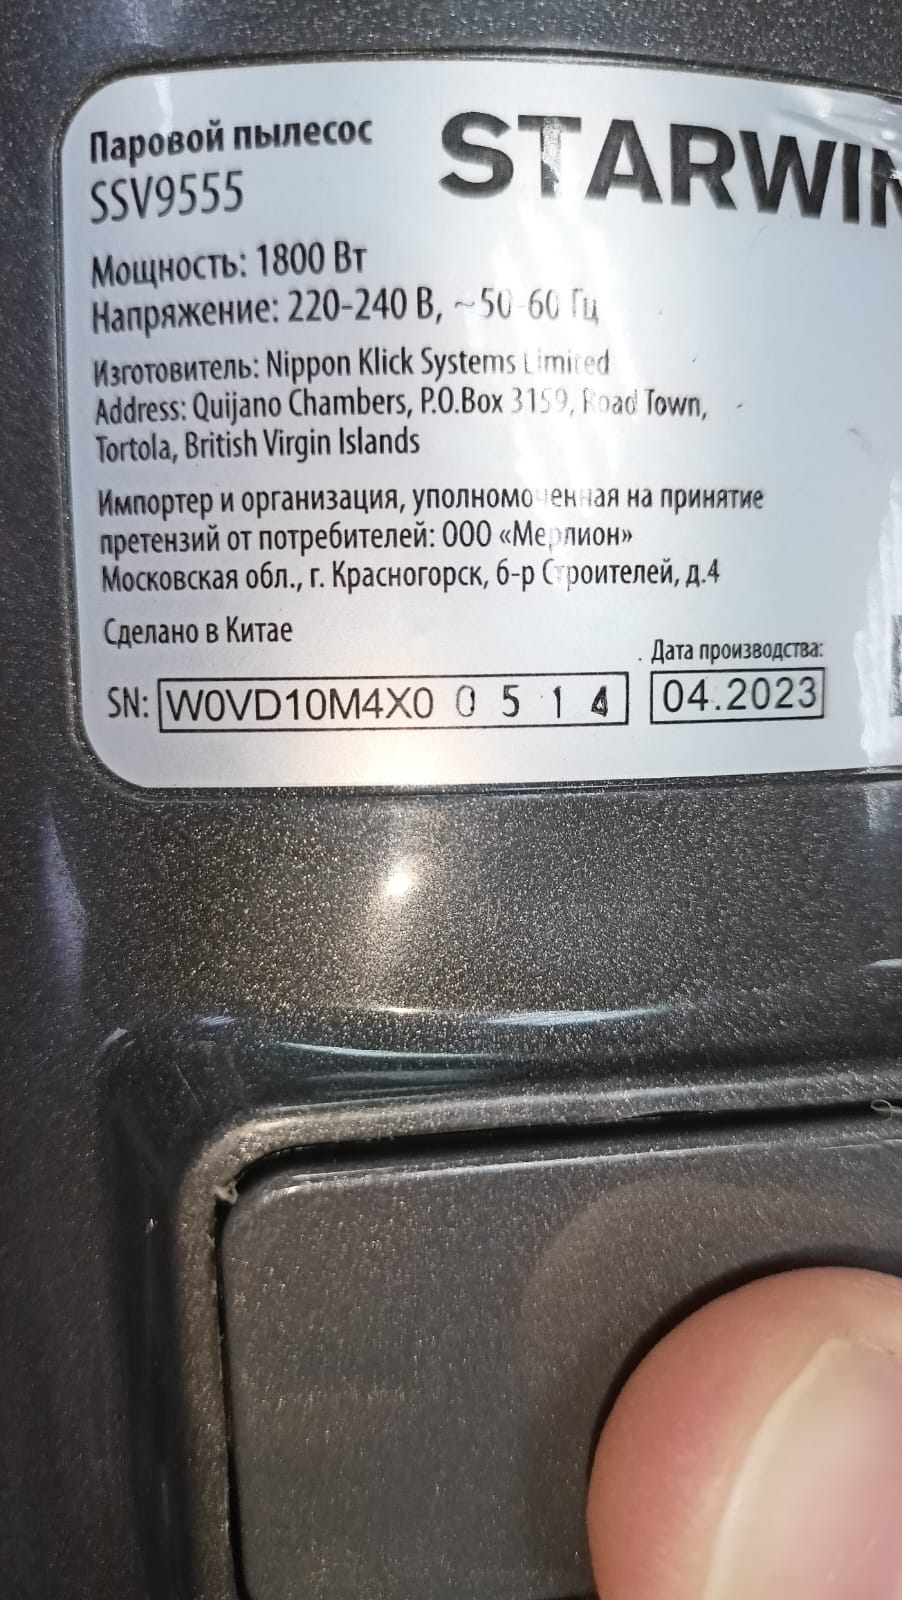 Паровой пылесос
SSV9555
STARWIN
Мощность: 1800 Вт
Напряжение: 220-240 В, ~50-60 Гц
Изготовитель: Nippon Klick Systems Limited
Address: Quijano Chambers, P.O.Box 3159, Road Town,
Tortola, British Virgin Islands
Импортер и организация, уполномоченная на принятие
претензий от потребителей: ООО «Мерлион»
Московская обл., г. Красногорск, б-р Строителей, д.4
Сделано в Китае
Дата производства:
SN: W0VD10M4X0 0 5 1 4
04.2023